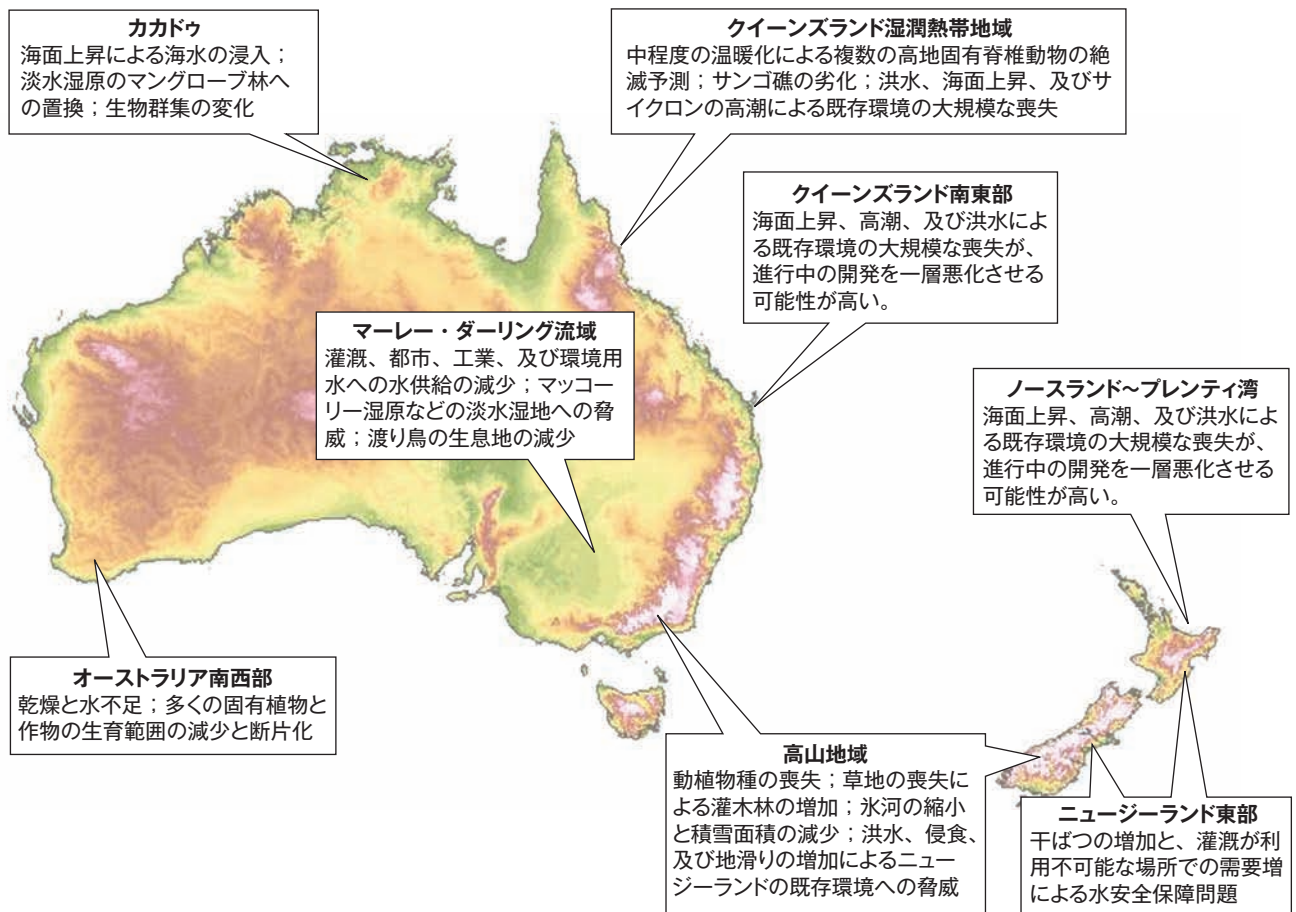 カカドゥ
海面上昇による海水の浸入；
淡水湿原のマングローブ林へ
の置換；生物群集の変化
クイーンズランド湿潤熱帯地域
中程度の温暖化による複数の高地固有脊椎動物の絶
滅予測；サンゴ礁の劣化；洪水、海面上昇、及びサ
イクロンの高潮による既存環境の大規模な喪失
クイーンズランド南東部
海面上昇、高潮、及び洪水によ
る既存環境の大規模な喪失が、
進行中の開発を一層悪化させる
可能性が高い。
マーレー・ダーリング流域
灌漑、都市、工業、及び環境用
水への水供給の減少；マッコー
リー湿原などの淡水湿地への脅
威；渡り鳥の生息地の減少
ノースランド～プレンティ湾
海面上昇、高潮、及び洪水によ
る既存環境の大規模な喪失が、
進行中の開発を一層悪化させる
可能性が高い。
オーストラリア南西部
乾燥と水不足；多くの固有植物と
作物の生育範囲の減少と断片化
高山地域
動植物種の喪失；草地の喪失に
よる灌木林の増加；氷河の縮小
と積雪面積の減少；洪水、侵食、
及び地滑りの増加によるニュー
ジーランドの既存環境への脅威
ニュージーランド東部
干ばつの増加と、灌漑が利
用不可能な場所での需要増
による水安全保障問題